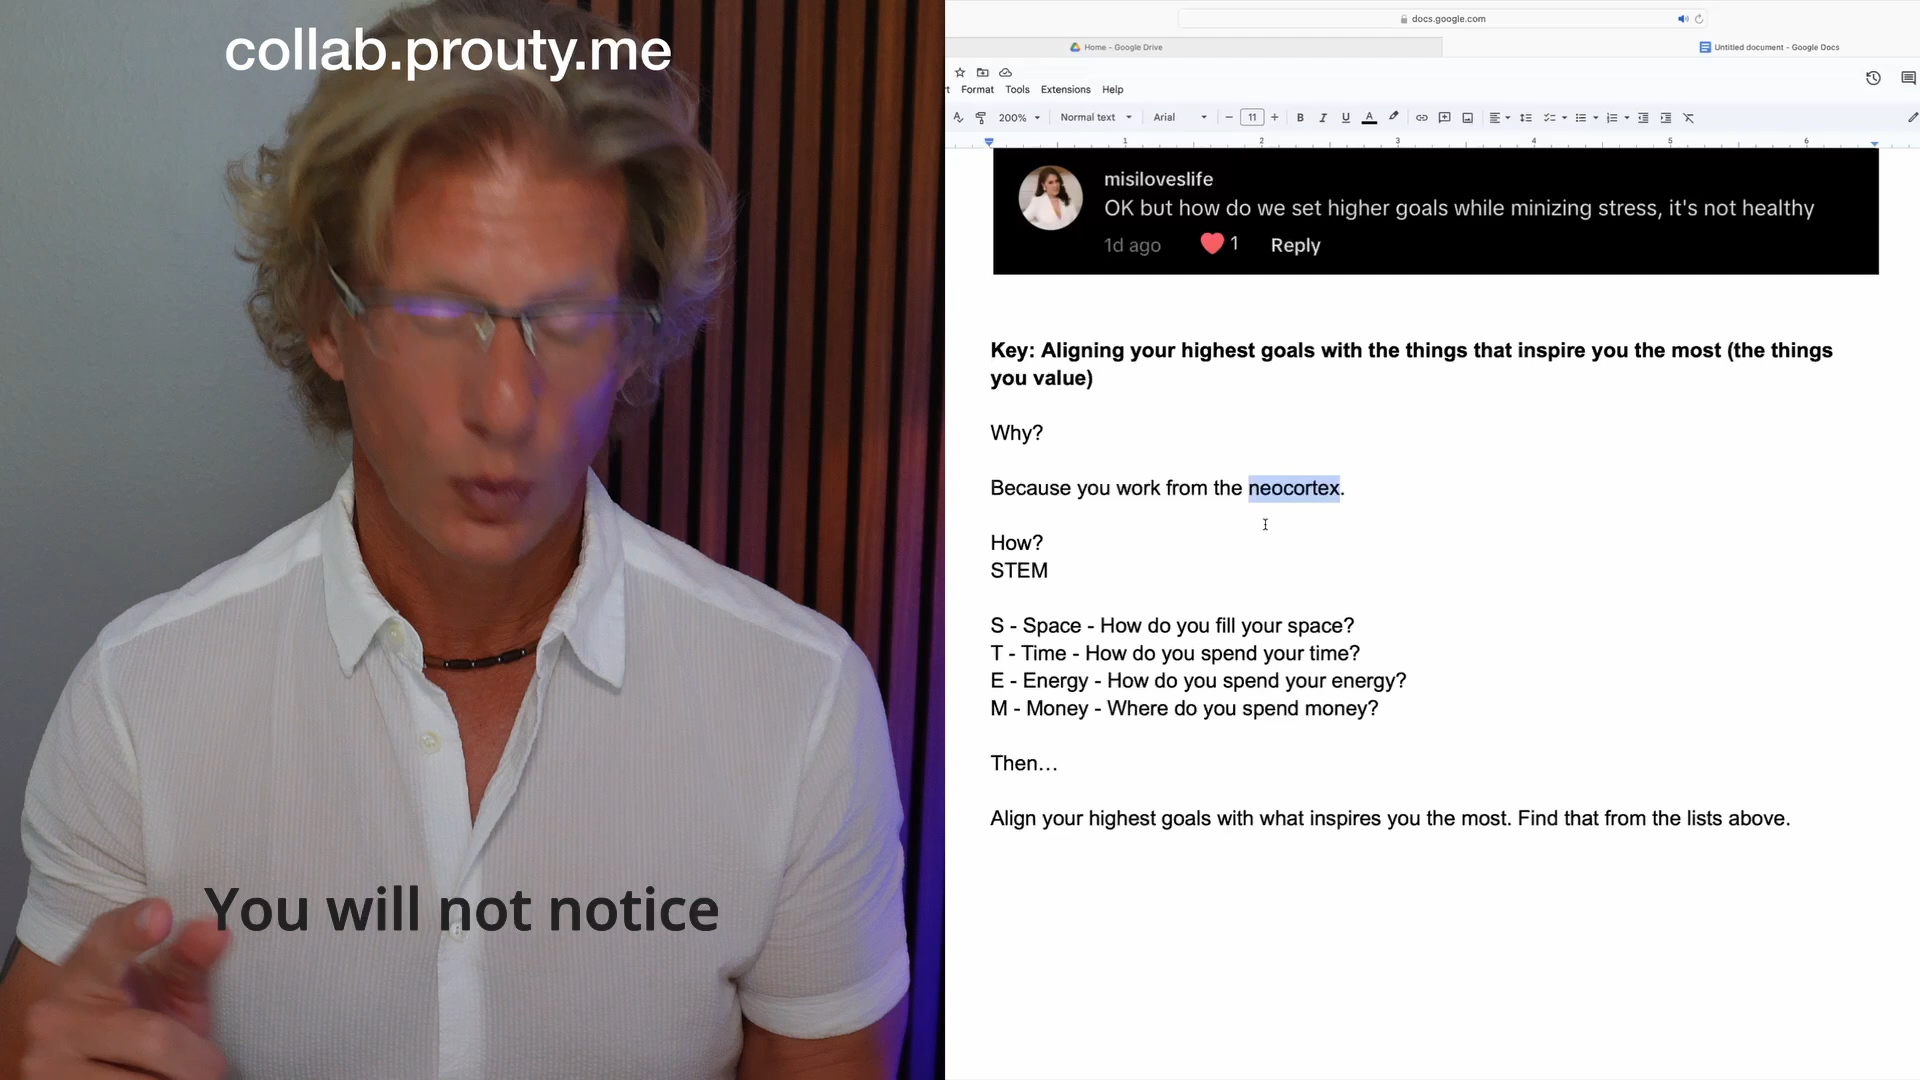 collab.prouty.me
You will not notice
docs.google.com
Home - Google Drive
Untitled document - Google Docs
Format Tools Extensions Help
200% Normal text Arial 11
1 2 3 4 5 6
misiloveslife
OK but how do we set higher goals while minizing stress, it's not healthy
1d ago 1 Reply
Key: Aligning your highest goals with the things that inspire you the most (the things
you value)
Why?
Because you work from the neocortex.
How?
STEM
S - Space - How do you fill your space?
T - Time - How do you spend your time?
E - Energy - How do you spend your energy?
M - Money - Where do you spend money?
Then…
Align your highest goals with what inspires you the most. Find that from the lists above.